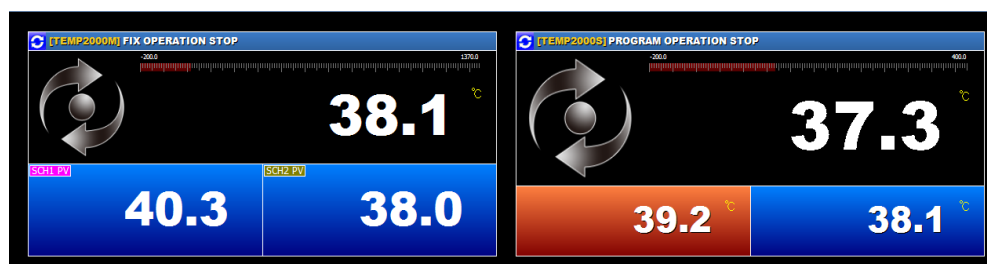 [TEMP2000M] FIX OPERATION STOP
-200.0 1370.0
38.1 ℃
SCH1 PV SCH2 PV
40.3 38.0
[TEMP2000S] PROGRAM OPERATION STOP
-200.0 400.0
37.3 ℃
39.2 ℃ 38.1 ℃